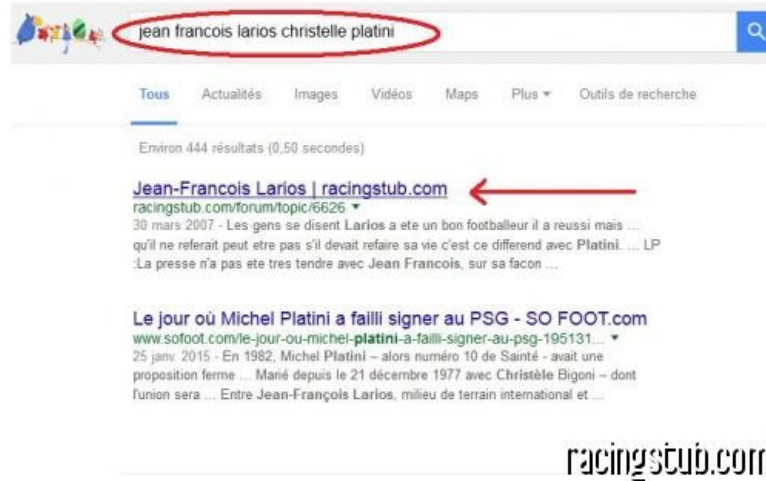 jean francois larios christelle platini
Tous Actualités Images Vidéos Maps Plus Outils de recherche
Environ 444 résultats (0,50 secondes)
Jean-Francois Larios | racingstub.com
racingstub.com/forum/topic/6626
30 mars 2007 - Les gens se disent Larios a ete un bon footballeur il a reussi mais ...
qu'il ne referait peut etre pas s'il devait refaire sa vie c'est ce differend avec Platini. ... LP
:La presse n'a pas ete tres tendre avec Jean Francois, sur sa facon ...
Le jour où Michel Platini a failli signer au PSG - SO FOOT.com
www.sofoot.com/le-jour-ou-michel-platini-a-failli-signer-au-psg-195131...
25 janv. 2015 - En 1982, Michel Platini – alors numéro 10 de Sainté - avait une
proposition ferme ... Marié depuis le 21 décembre 1977 avec Christèle Bigoni – dont
l'union sera ... Entre Jean-François Larios, milieu de terrain international et ...
racingstub.com